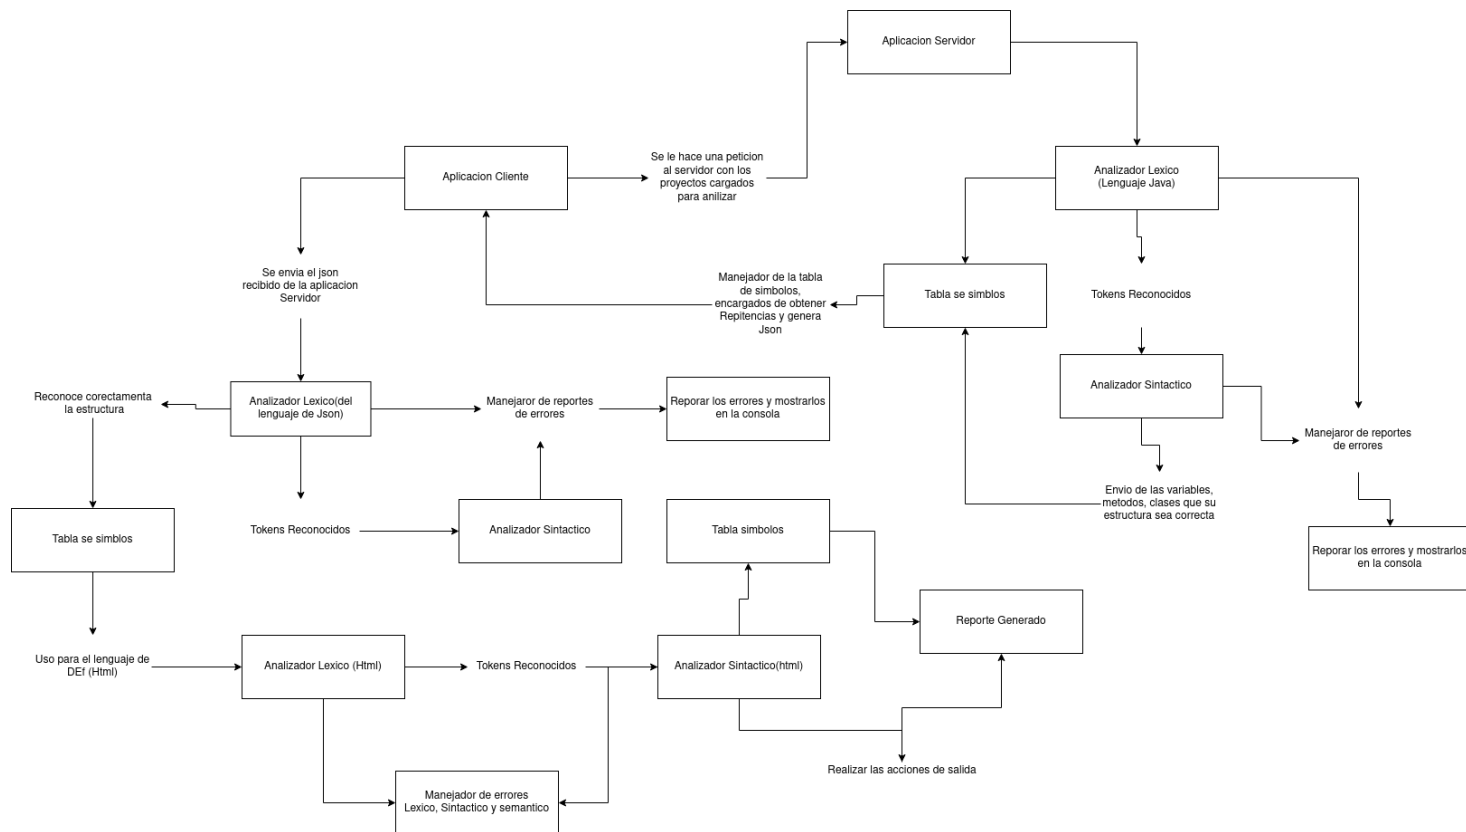 Aplicacion Servidor
Aplicacion Cliente
Se le hace una peticion
al servidor con los
proyectos cargados
para anilizar
Analizador Lexico
(Lenguaje Java)
Se envia el json
recibido de la aplicacion
Servidor
Manejador de la tabla
de simbolos,
encargados de obtener
Repitencias y genera
Json
Tabla se simblos
Tokens Reconocidos
Analizador Sintactico
Reconoce corectamenta
la estructura
Analizador Lexico(del
lenguaje de Json)
Manejaror de reportes
de errores
Reporar los errores y mostrarlos
en la consola
Manejaror de reportes
de errores
Envio de las variables,
metodos, clases que su
estructura sea correcta
Tabla se simblos
Tokens Reconocidos
Analizador Sintactico
Tabla simbolos
Reporar los errores y mostrarlos
en la consola
Reporte Generado
Uso para el lenguaje de
DEf (Html)
Analizador Lexico (Html)
Tokens Reconocidos
Analizador Sintactico(html)
Realizar las acciones de salida
Manejador de errores
Lexico, Sintactico y semantico